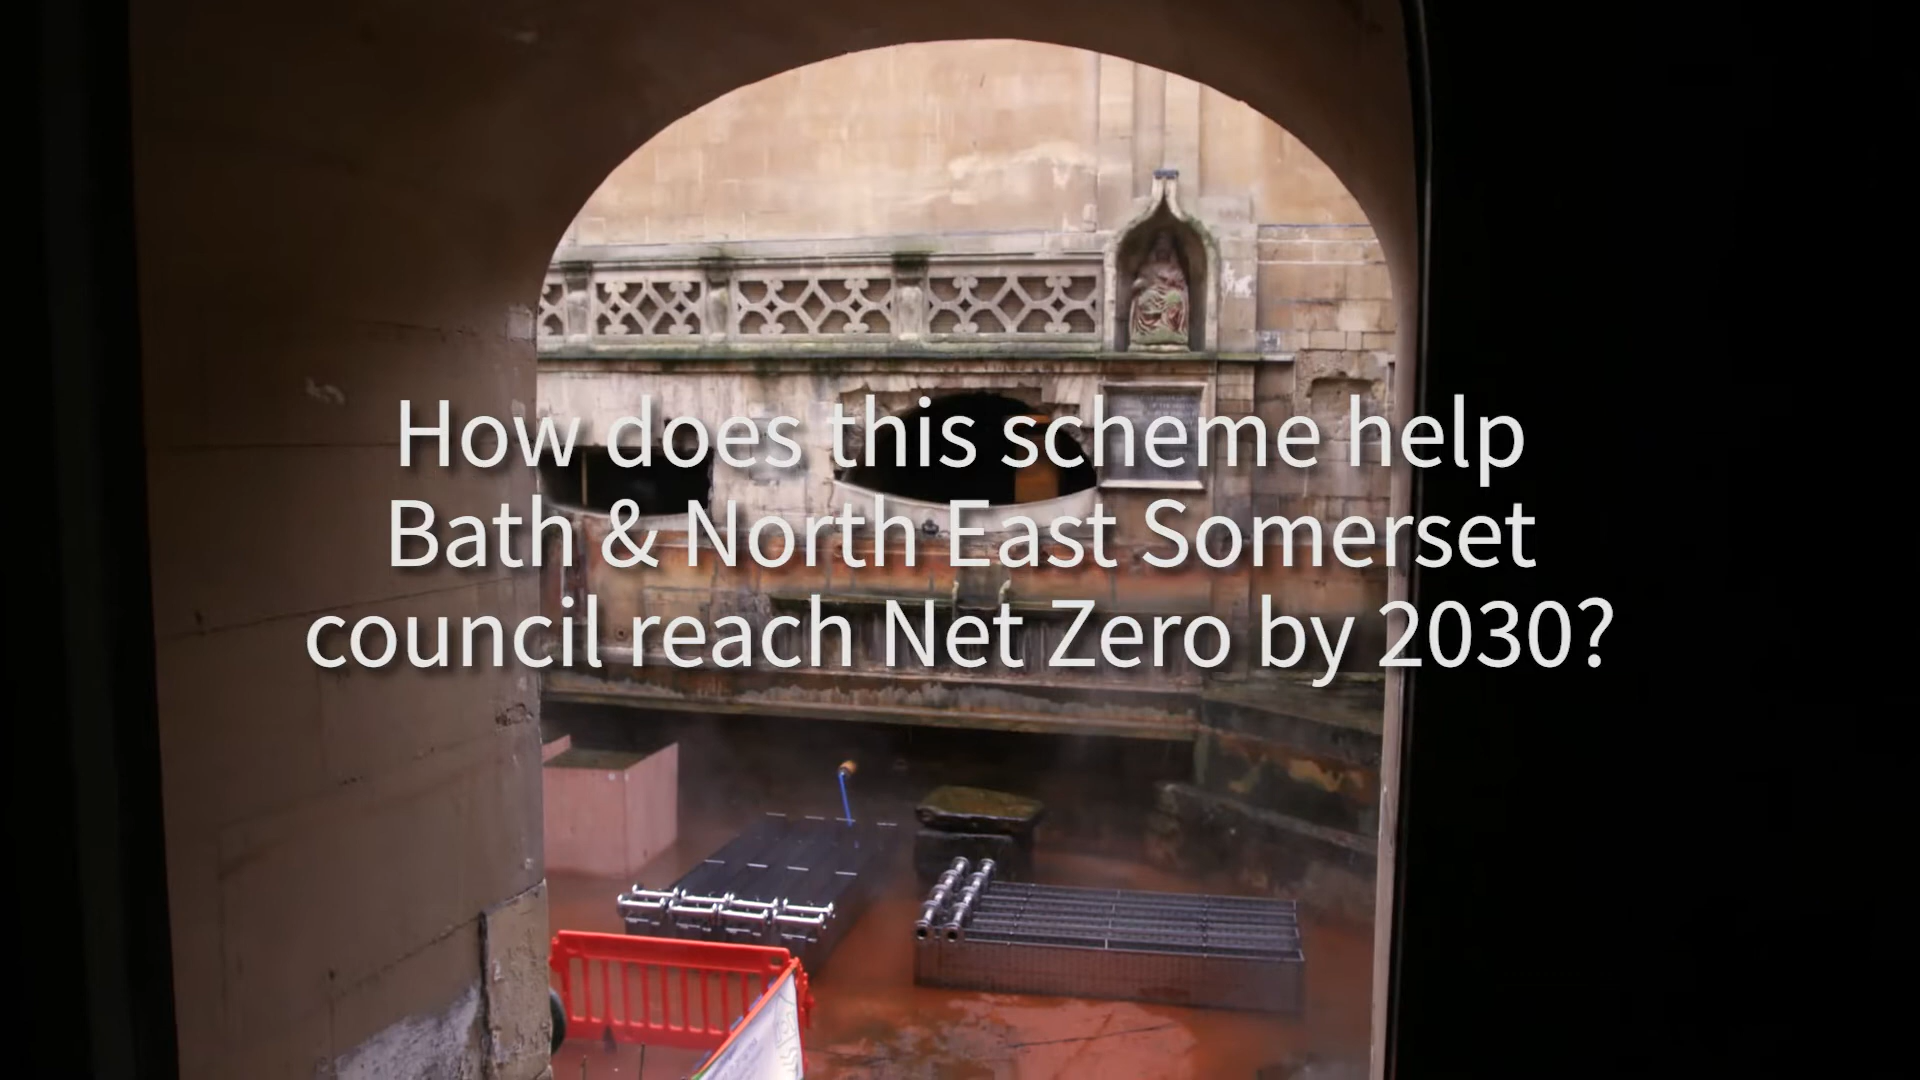 How does this scheme help
Bath & North East Somerset
council reach Net Zero by 2030?